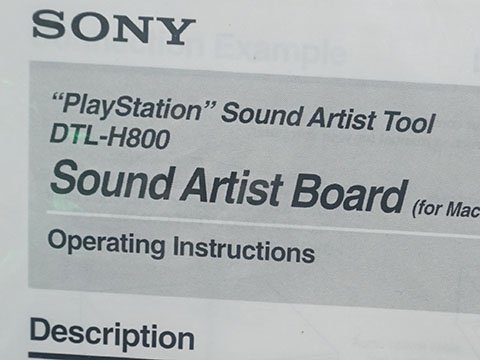 SONY
“PlayStation” Sound Artist Tool
DTL-H800
Sound Artist Board (for Mac
Operating Instructions
Description